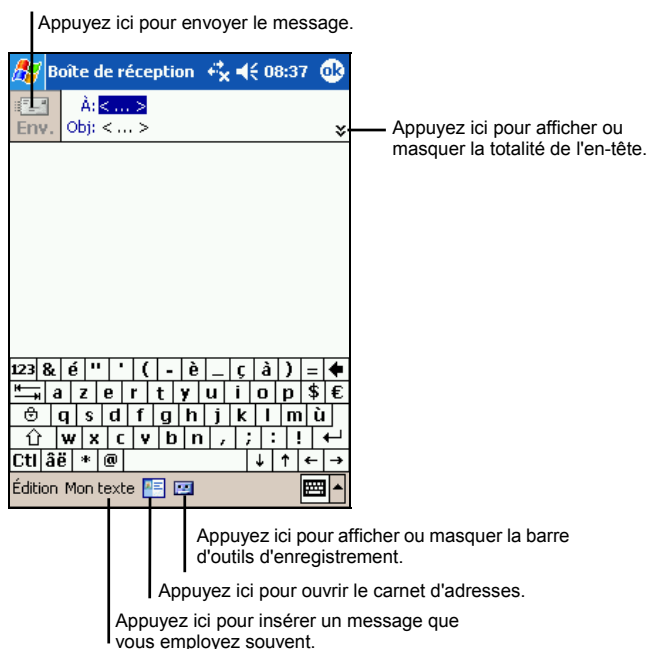 Appuyez ici pour envoyer le message.
Boîte de réception 08:37 ok
À: < ... >
Env. Obj: < ... >
Appuyez ici pour afficher ou
masquer la totalité de l'en-tête.
123 & é " ' ( - è _ ç à ) =
a z e r t y u i o p $ €
q s d f g h j k l m ù
w x c v b n , ; : !
Ctl âë * @ ↓ ↑ ← →
Édition Mon texte
Appuyez ici pour afficher ou masquer la barre
d'outils d'enregistrement.
Appuyez ici pour ouvrir le carnet d'adresses.
Appuyez ici pour insérer un message que
vous employez souvent.